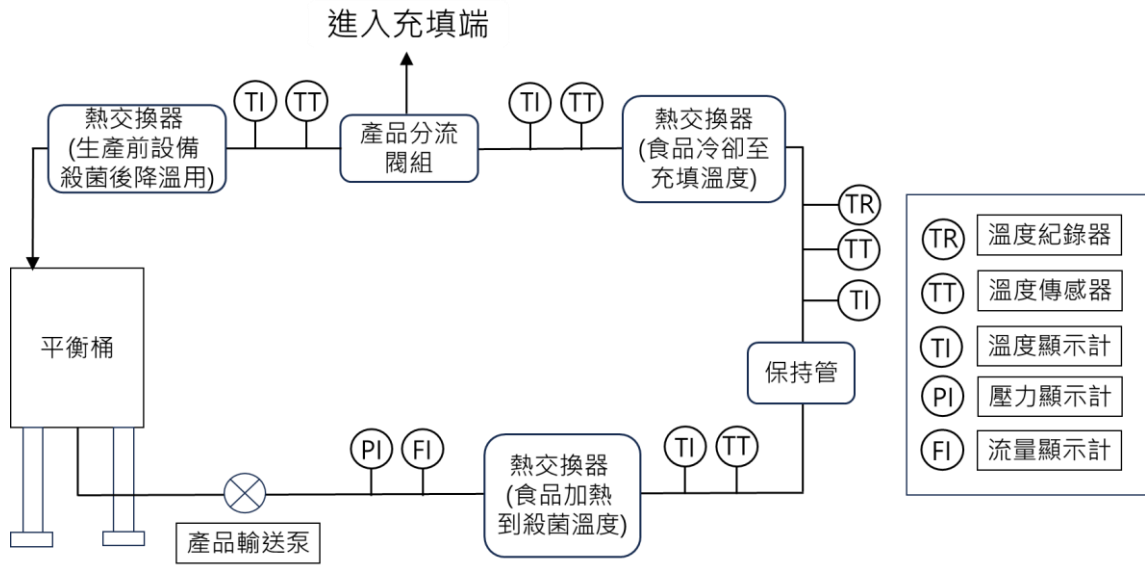 進入充填端
TI
TT
TI
TT
熱交換器
(生產前設備
殺菌後降溫用)
產品分流
閥組
熱交換器
(食品冷卻至
充填溫度)
TR
TT
TI
平衡桶
保持管
PI
FI
熱交換器
(食品加熱
到殺菌溫度)
TI
TT
產品輸送泵
TR 溫度紀錄器
TT 溫度傳感器
TI 溫度顯示計
PI 壓力顯示計
FI 流量顯示計